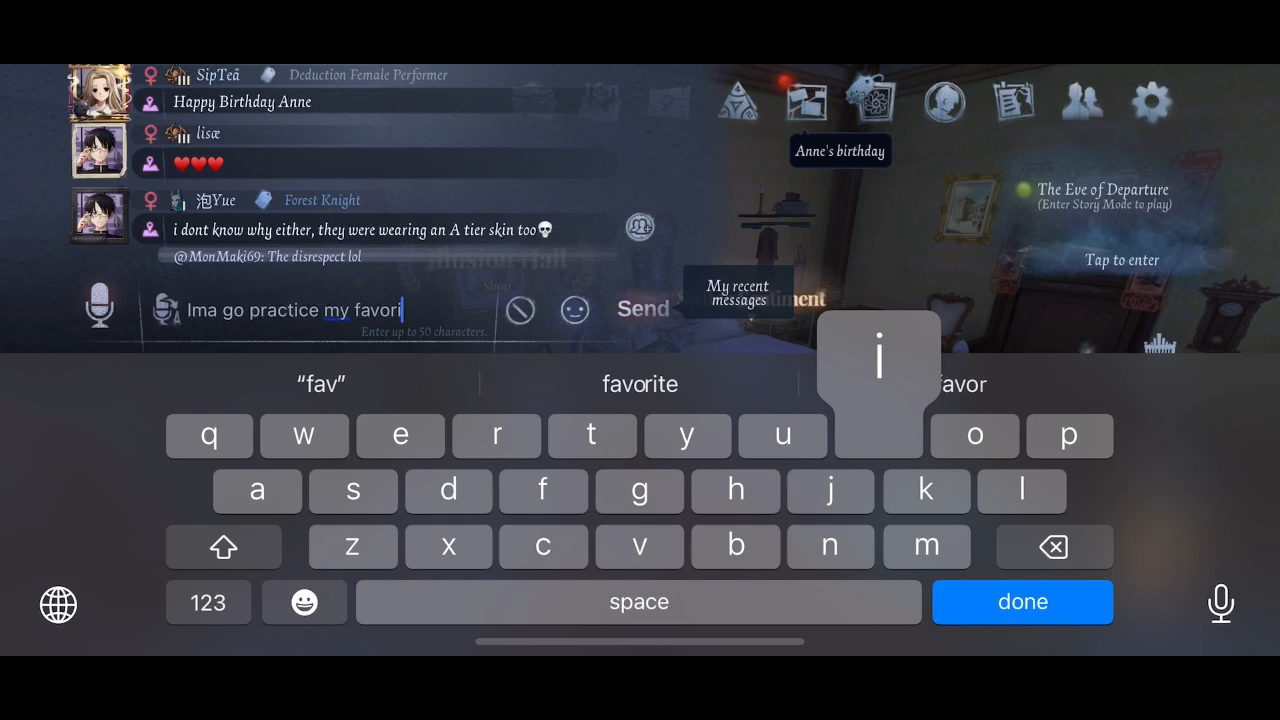 SipTeå
Deduction Female Performer
Happy Birthday Anne
lisæ
❤️❤️❤️
泡Yue
Forest Knight
i dont know why either, they were wearing an A tier skin too💀
@MonMaki69: The disrespect lol
Anne's birthday
The Eve of Departure
(Enter Story Mode to play)
Tap to enter
My recent
messages
Ima go practice my favori
Enter up to 50 characters.
Send
“fav”
favorite
favor
i
q w e r t y u o p
a s d f g h j k l
z x c v b n m
123
space
done